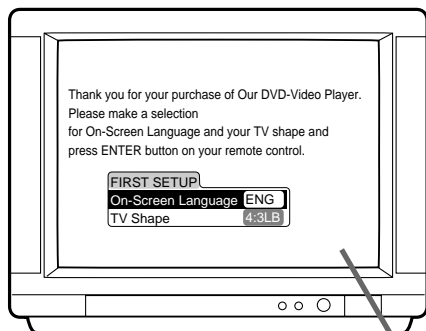 Thank you for your purchase of Our DVD-Video Player.
Please make a selection
for On-Screen Language and your TV shape and
press ENTER button on your remote control.
FIRST SETUP
On-Screen Language ENG
TV Shape 4:3LB